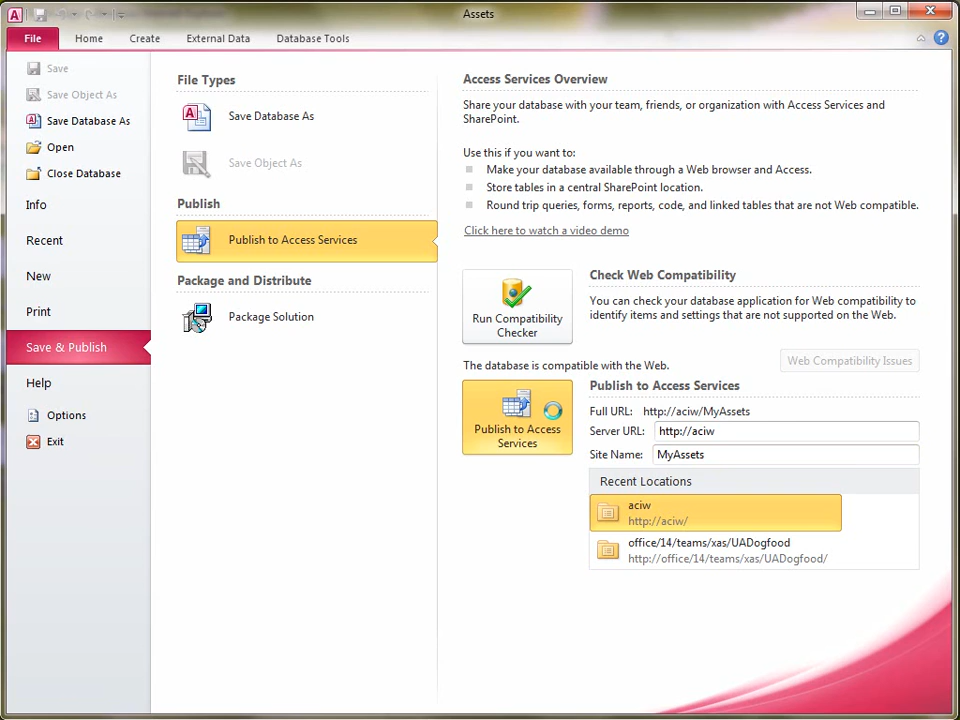 Assets
File
Home
Create
External Data
Database Tools
Save
Save Object As
Save Database As
Open
Close Database
Info
Recent
New
Print
Save & Publish
Help
Options
Exit
File Types
Save Database As
Save Object As
Publish
Publish to Access Services
Package and Distribute
Package Solution
Access Services Overview
Share your database with your team, friends, or organization with Access Services and
SharePoint.
Use this if you want to:
Make your database available through a Web browser and Access.
Store tables in a central SharePoint location.
Round trip queries, forms, reports, code, and linked tables that are not Web compatible.
Click here to watch a video demo
Run Compatibility
Checker
Check Web Compatibility
You can check your database application for Web compatibility to
identify items and settings that are not supported on the Web.
The database is compatible with the Web.
Web Compatibility Issues
Publish to Access
Services
Publish to Access Services
Full URL: http://aciw/MyAssets
Server URL: http://aciw
Site Name: MyAssets
Recent Locations
aciw
http://aciw/
office/14/teams/xas/UADogfood
http://office/14/teams/xas/UADogfood/